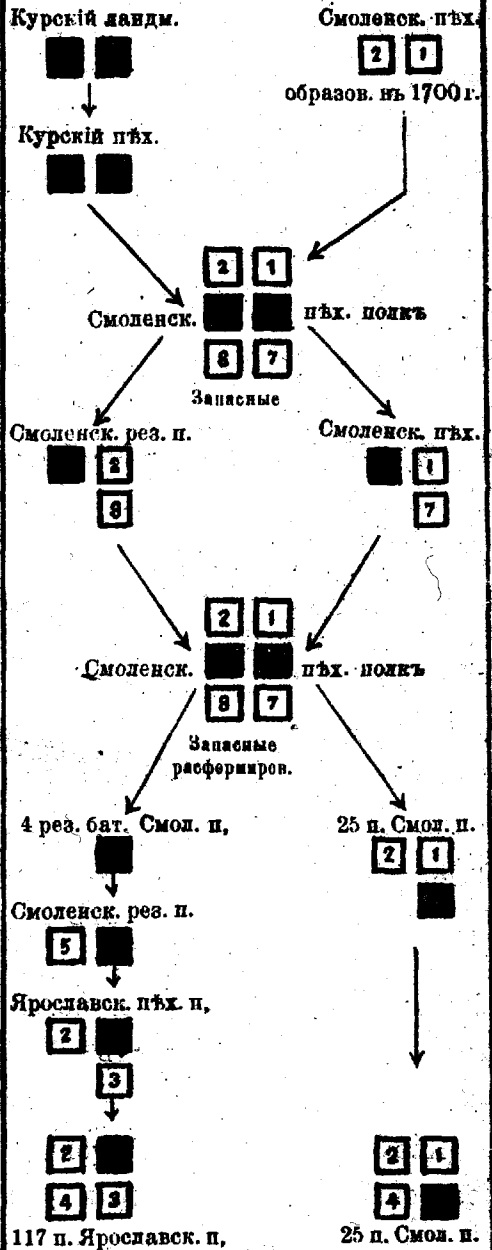 Курскій ландм.
Смоленск. пѣх.
2 1
образов. въ 1700 г.
Курскій пѣх.
2 1
Смоленск. пѣх. полкъ
8 7
Запасные
Смоленск. рез. п.
2
8
Смоленск. пѣх.
1
7
2 1
Смоленск. пѣх. полкъ
8 7
Запасные
расформиров.
4 рез. бат. Смол. п,
25 п. Смол. п.
2 1
Смоленск. рез. п.
5
Ярославск. пѣх. п,
2
3
2
4 3
117 п. Ярославск. п,
2 1
4
25 п. Смол. п.